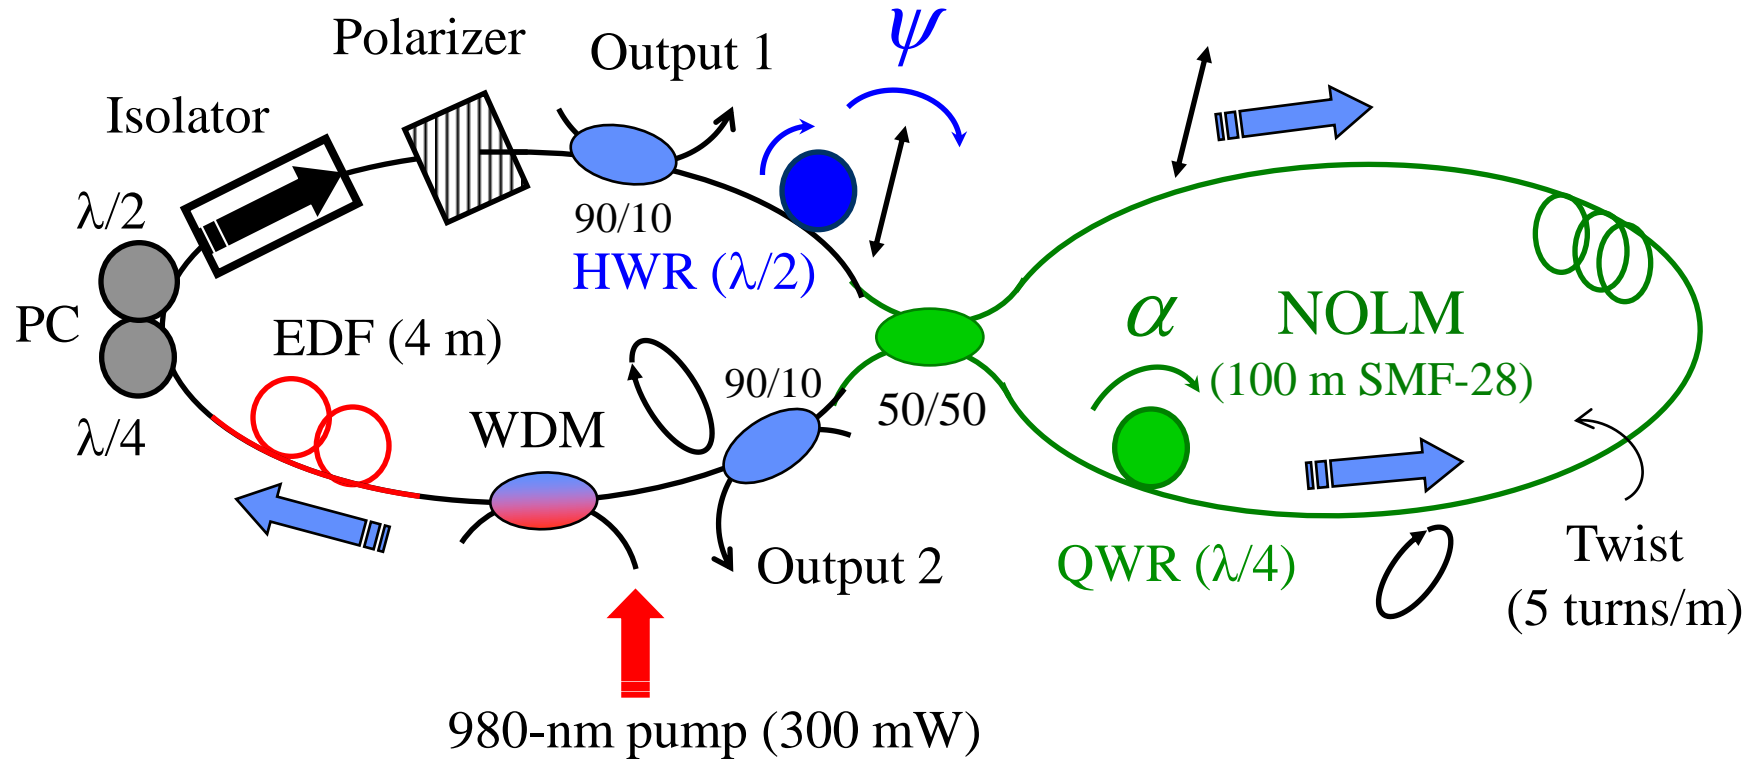 Polarizer
Output 1
ψ
Isolator
λ/2
90/10
HWR (λ/2)
PC
EDF (4 m)
α
NOLM
(100 m SMF-28)
90/10
50/50
λ/4
WDM
Output 2
QWR (λ/4)
Twist
(5 turns/m)
980-nm pump (300 mW)